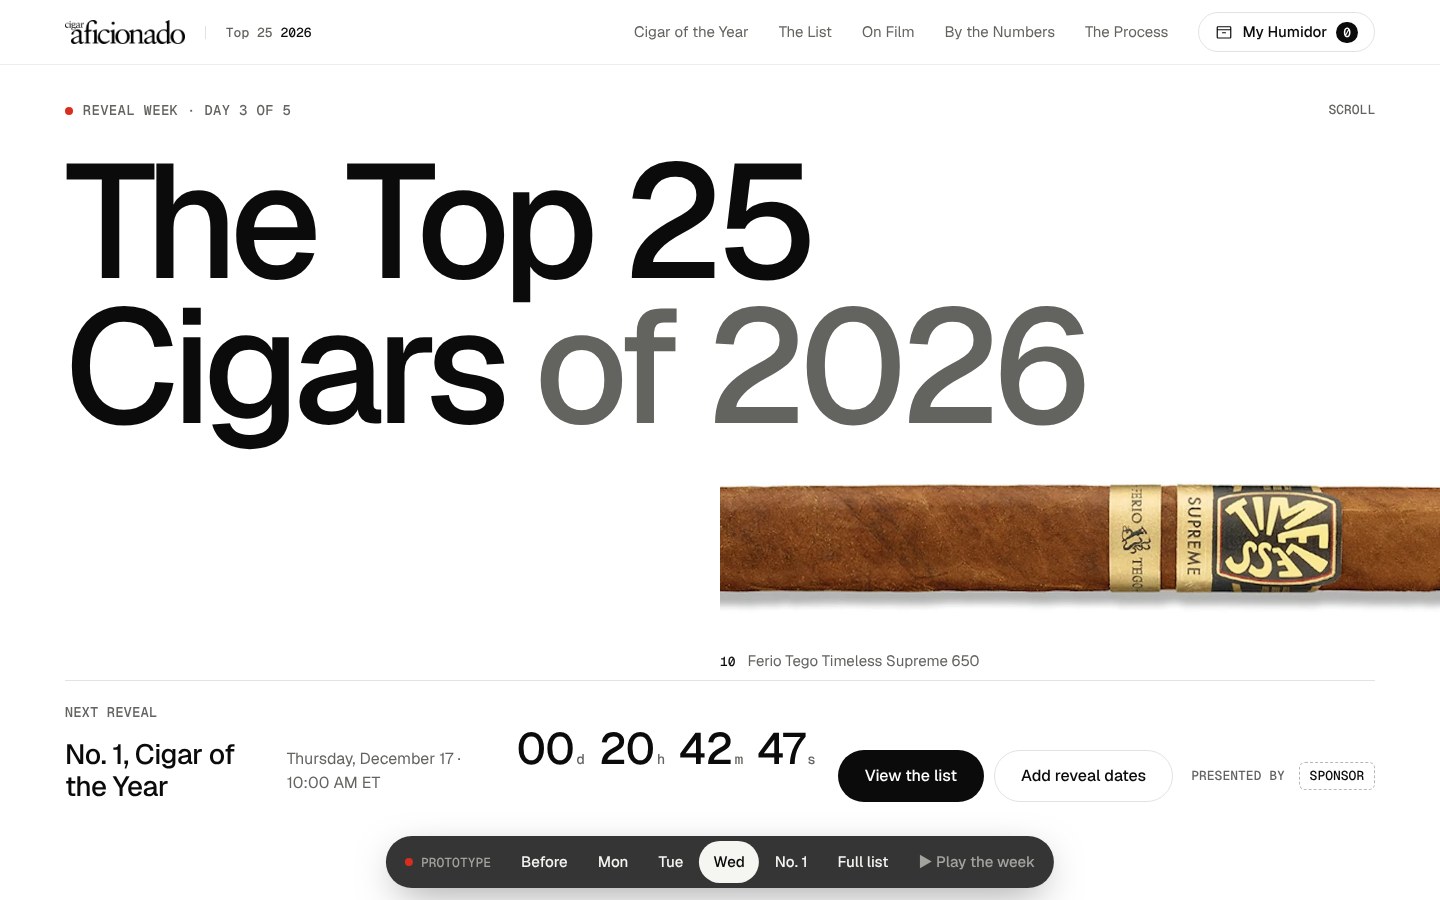 cigar aficionado
Top 25 2026
Cigar of the Year
The List
On Film
By the Numbers
The Process
My Humidor 0
REVEAL WEEK · DAY 3 OF 5
SCROLL
The Top 25
Cigars of 2026
FERIO TEGO
SUPREME
TIMELESS
10 Ferio Tego Timeless Supreme 650
NEXT REVEAL
No. 1, Cigar of
the Year
Thursday, December 17 ·
10:00 AM ET
00d 20h 42m 47s
View the list
Add reveal dates
PRESENTED BY SPONSOR
PROTOTYPE
Before
Mon
Tue
Wed
No. 1
Full list
▶ Play the week